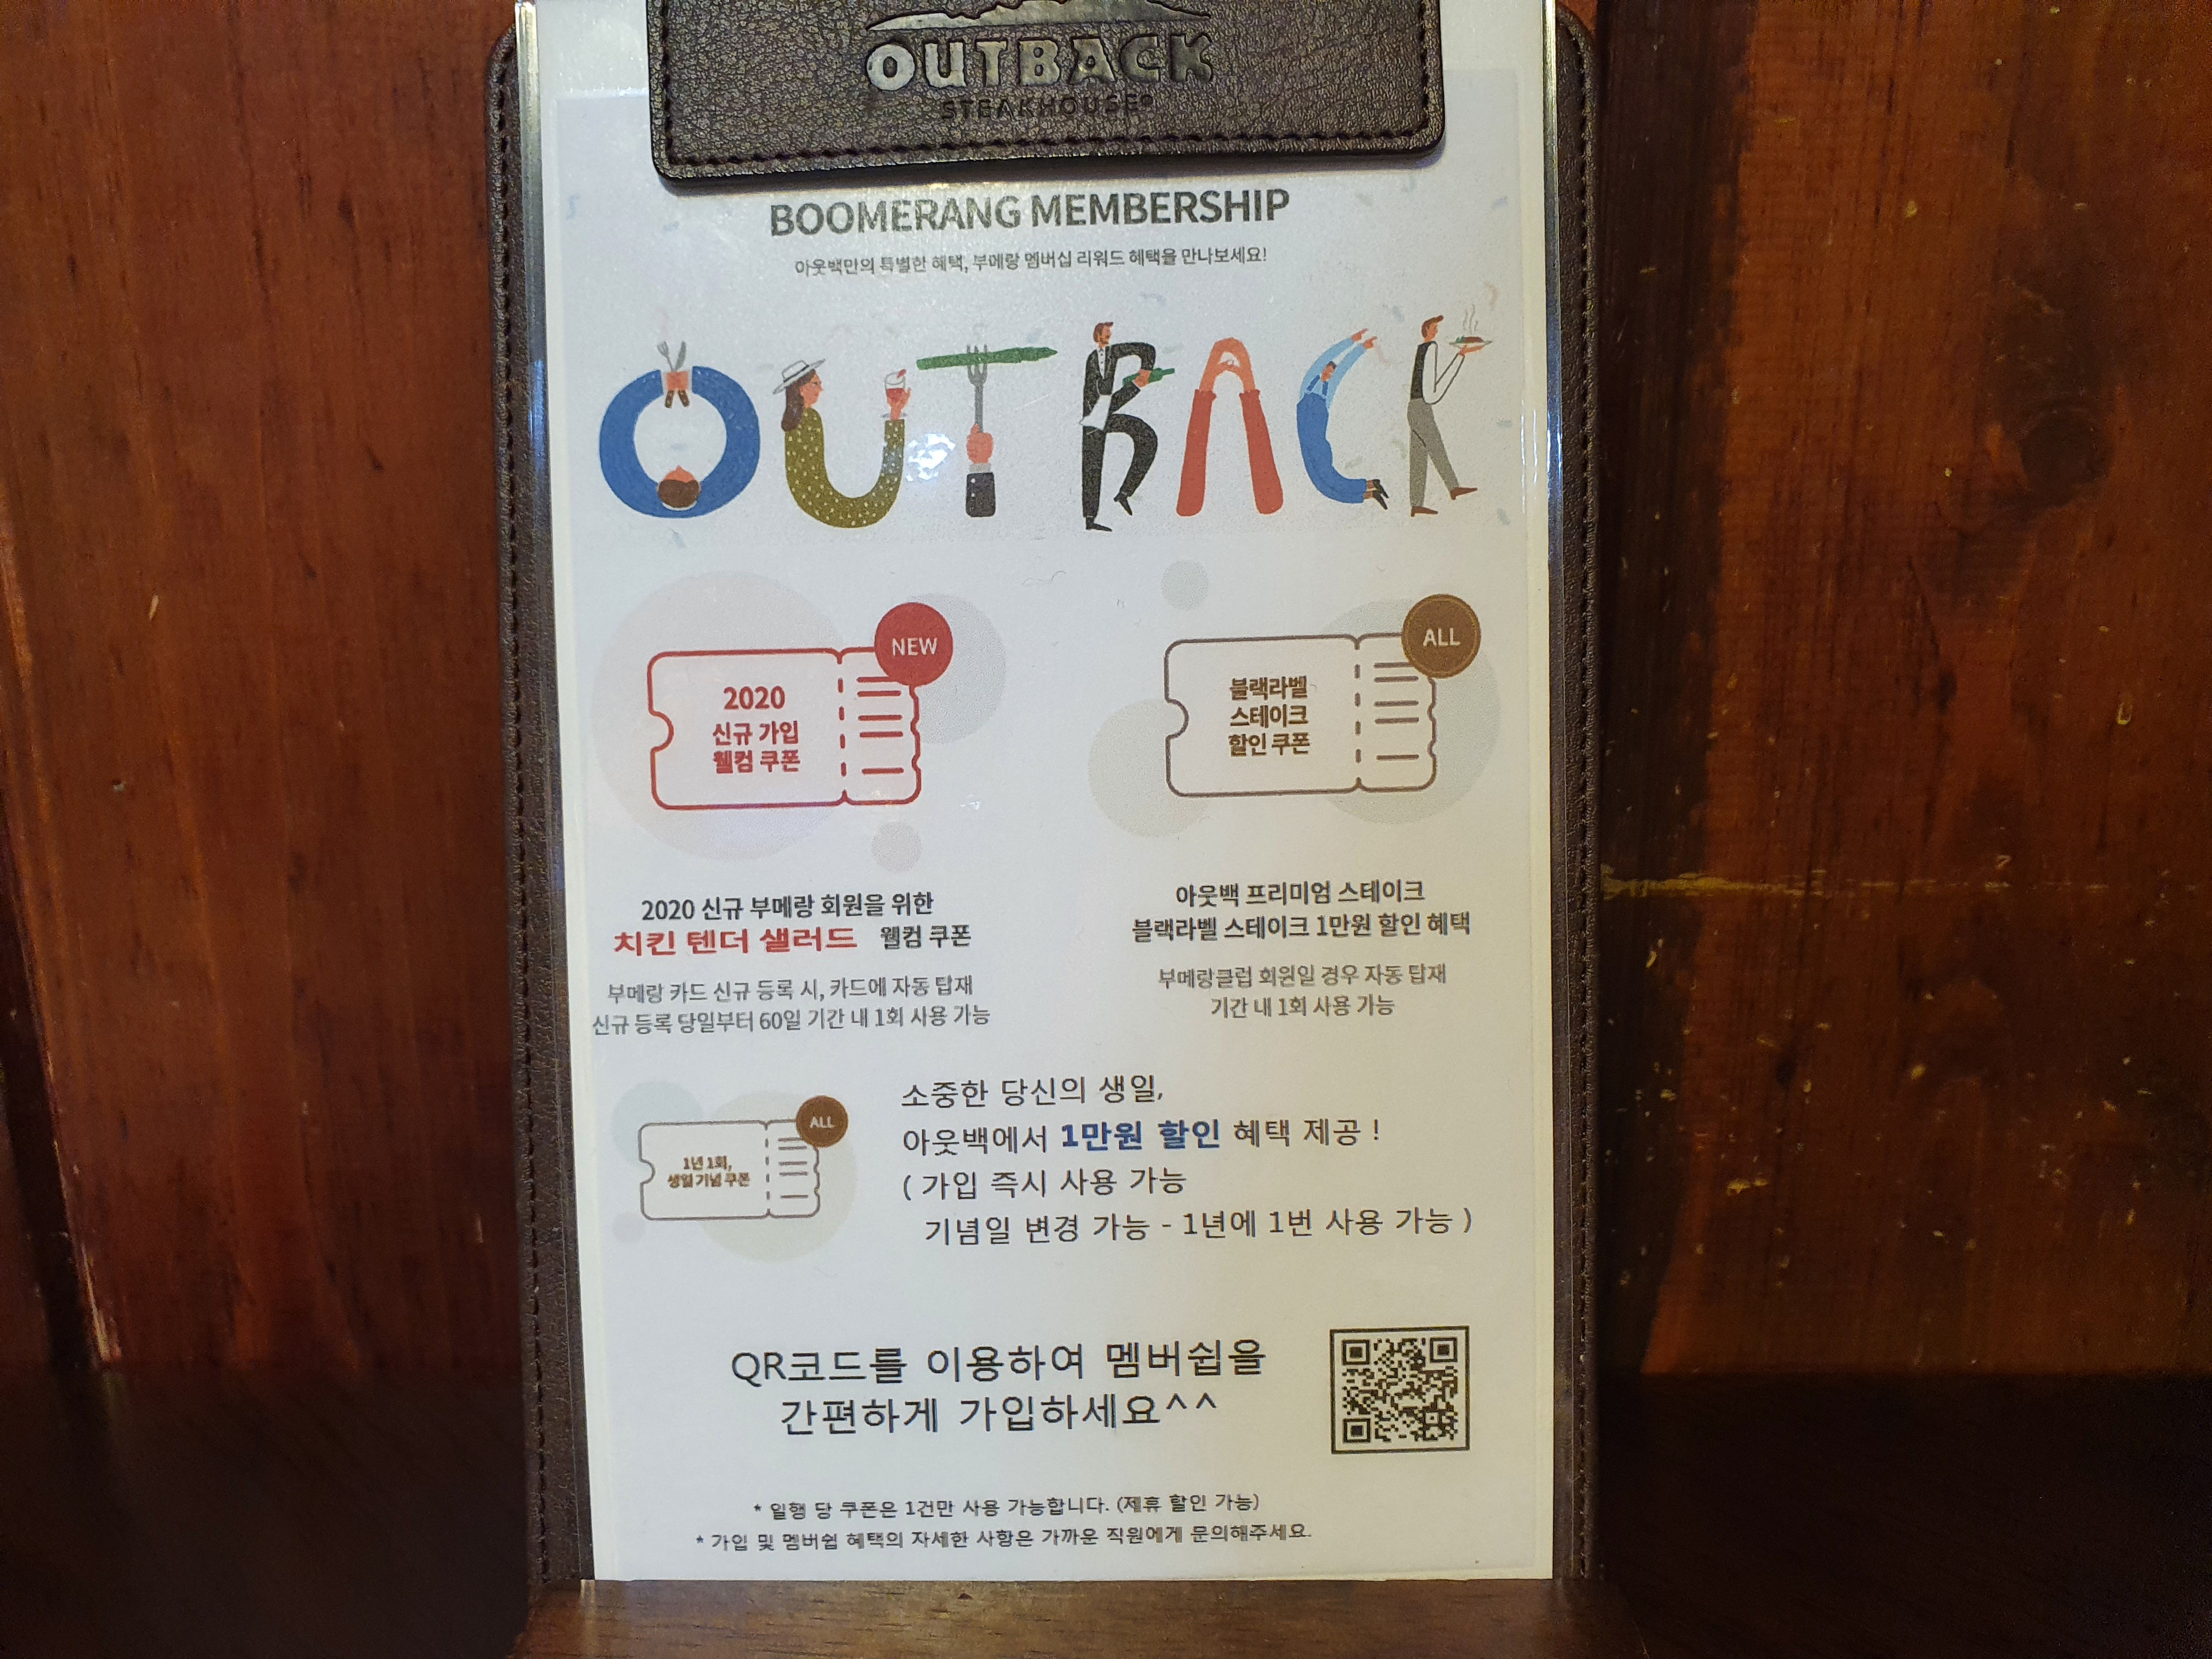 OUTBACK
STEAKHOUSE®
BOOMERANG MEMBERSHIP
아웃백만의 특별한 혜택, 부메랑 멤버십 리워드 혜택을 만나보세요!
OUTBACK
NEW
2020
신규 가입
웰컴 쿠폰
ALL
블랙라벨
스테이크
할인 쿠폰
2020 신규 부메랑 회원을 위한
치킨 텐더 샐러드 웰컴 쿠폰
부메랑 카드 신규 등록 시, 카드에 자동 탑재
신규 등록 당일부터 60일 기간 내 1회 사용 가능
아웃백 프리미엄 스테이크
블랙라벨 스테이크 1만원 할인 혜택
부메랑클럽 회원일 경우 자동 탑재
기간 내 1회 사용 가능
ALL
1년 1회,
생일 기념 쿠폰
소중한 당신의 생일,
아웃백에서 1만원 할인 혜택 제공 !
( 가입 즉시 사용 가능
기념일 변경 가능 - 1년에 1번 사용 가능 )
QR코드를 이용하여 멤버쉽을
간편하게 가입하세요^^
* 일행 당 쿠폰은 1건만 사용 가능합니다. (제휴 할인 가능)
* 가입 및 멤버쉽 혜택의 자세한 사항은 가까운 직원에게 문의해주세요.